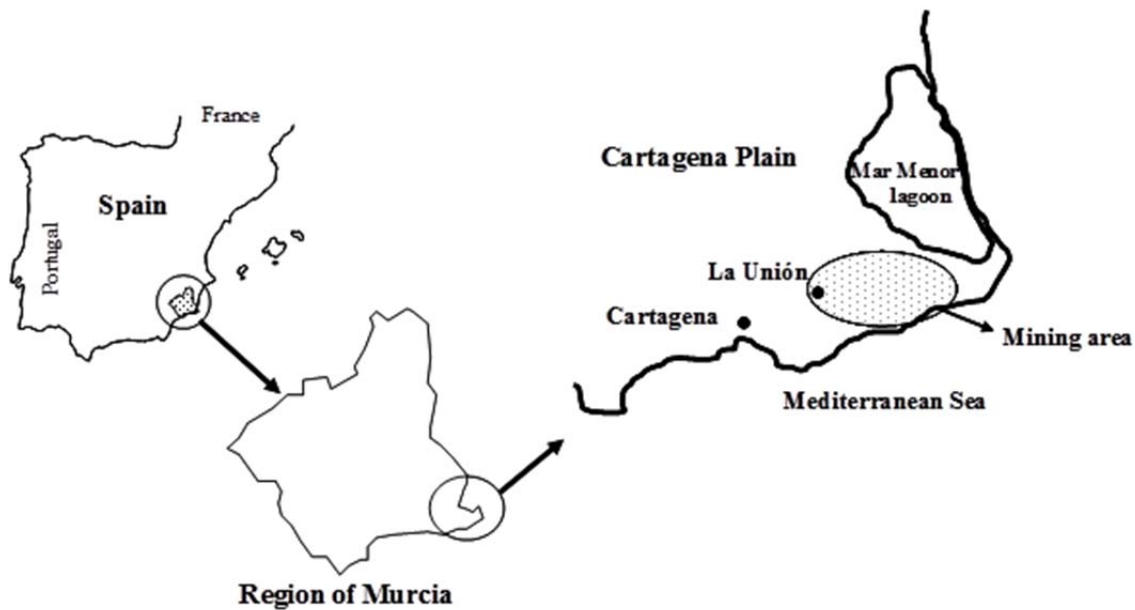 France
Spain
Portugal
Cartagena Plain
Mar Menor
lagoon
La Unión
Cartagena
Mining area
Mediterranean Sea
Region of Murcia